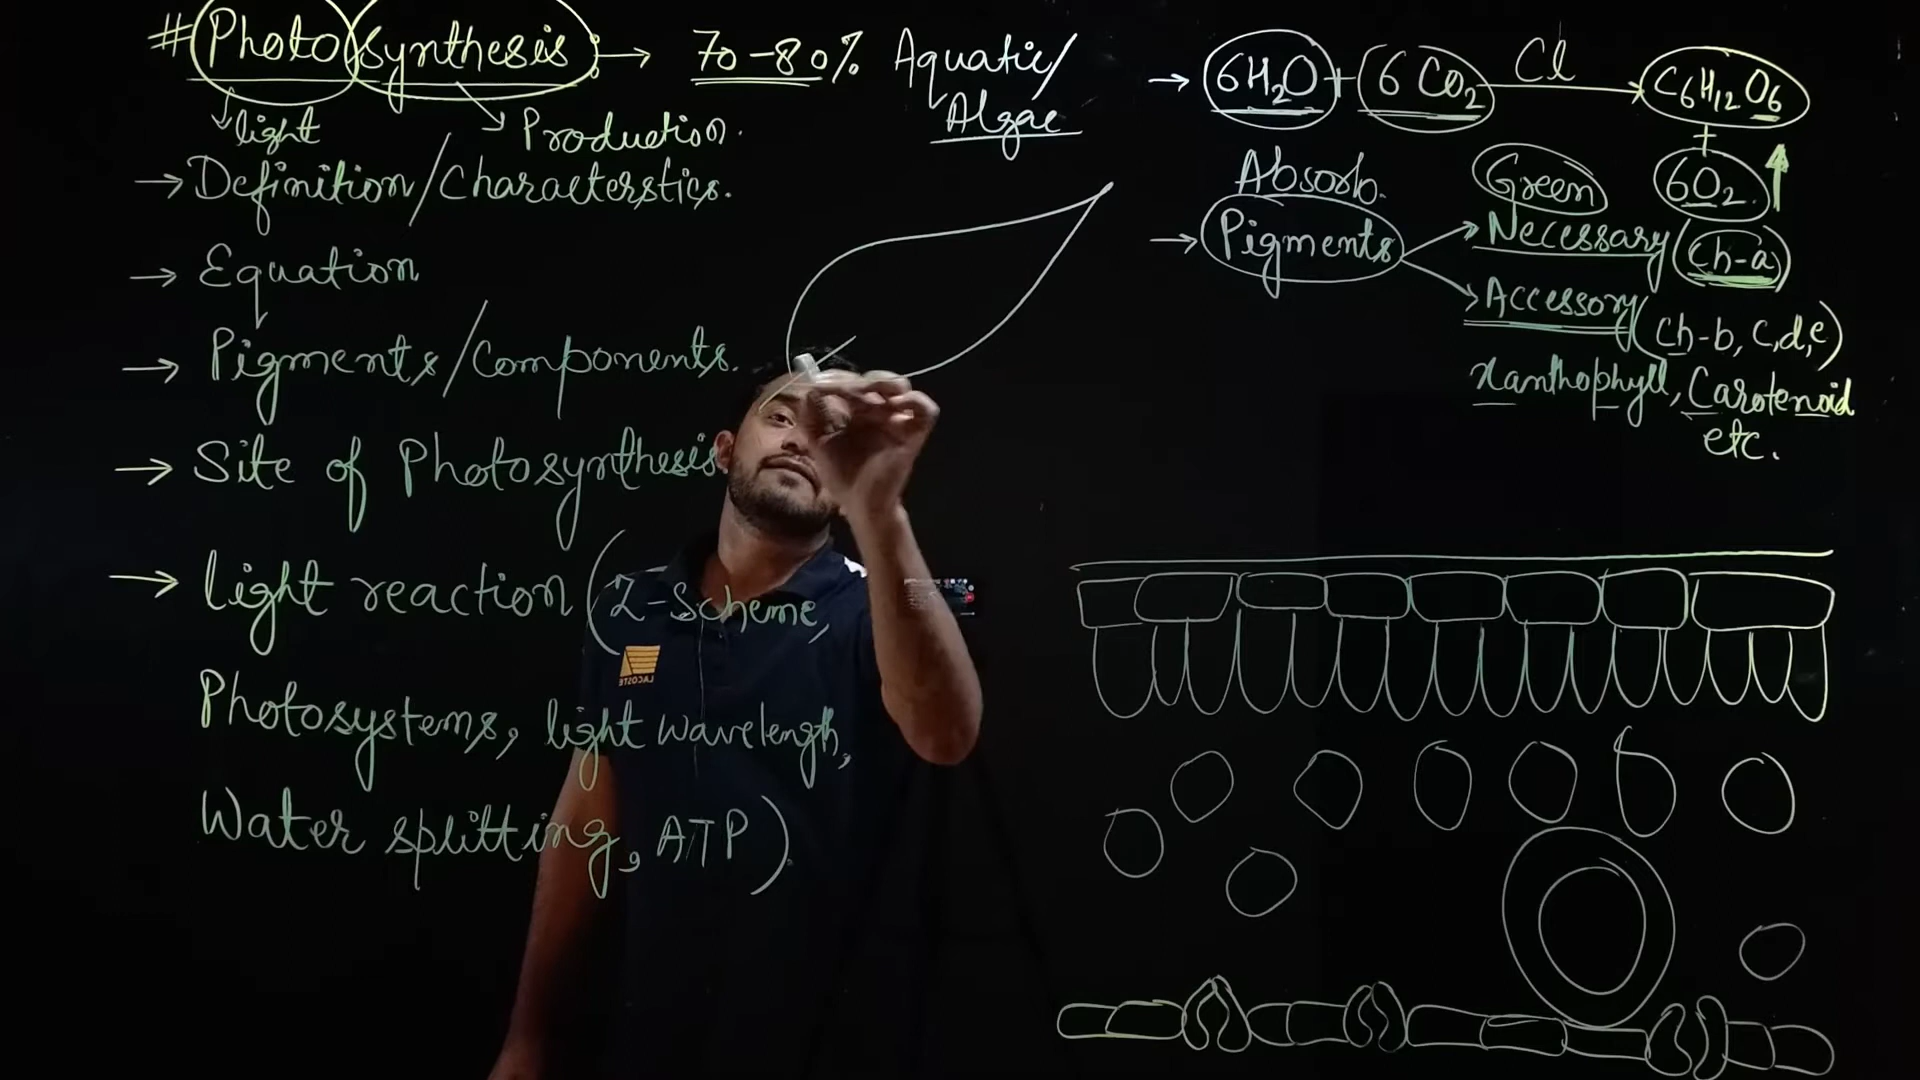 #Photosynthesis: → 70-80% Aquatic/
Algae
light
Production.
→ Definition/Characterstics.
→ Equation
→ Pigments/Components.
→ Site of Photosynthesis.
→ light reaction (Z-Scheme,
Photosystems, light wavelength,
Water splitting, ATP).
→ 6H₂O + 6CO₂ Cl → C₆H₁₂O₆
+
6O₂. ↑
Absorb.
Green
→ Pigments
→ Necessary (Ch-a)
→ Accessory (Ch-b, c, d, e)
xanthophyll, Carotenoid
etc.
LACOSTE